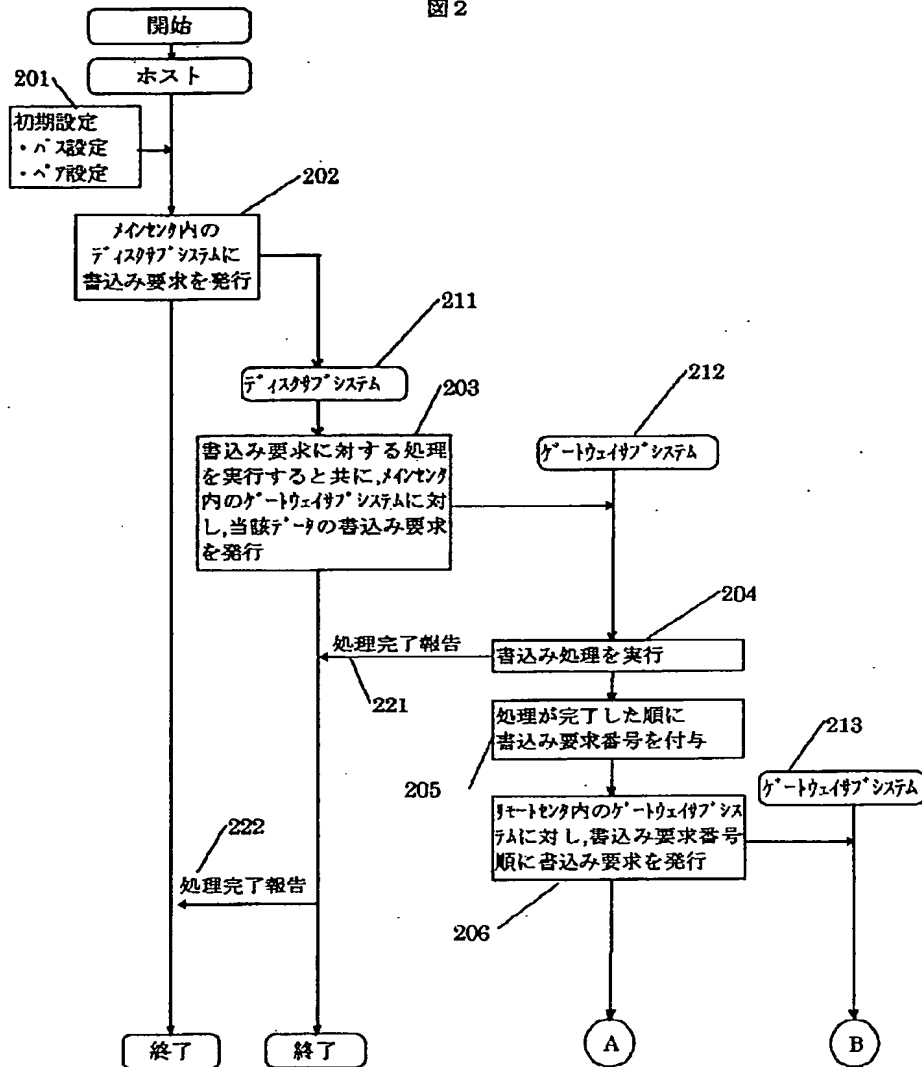 図2
開始
ホスト
201
初期設定
・パス設定
・ペア設定
202
メインセンタ内の
ディスクサブシステムに
書込み要求を発行
211
ディスクサブシステム
203
書込み要求に対する処理
を実行すると共に,メインセンタ
内のゲートウェイサブシステムに対
し,当該データの書込み要求
を発行
212
ゲートウェイサブシステム
204
書込み処理を実行
処理完了報告
221
処理が完了した順に
書込み要求番号を付与
205
213
ゲートウェイサブシステム
リモートセンタ内のゲートウェイサブシス
テムに対し,書込み要求番号
順に書込み要求を発行
206
222
処理完了報告
終了
終了
A
B